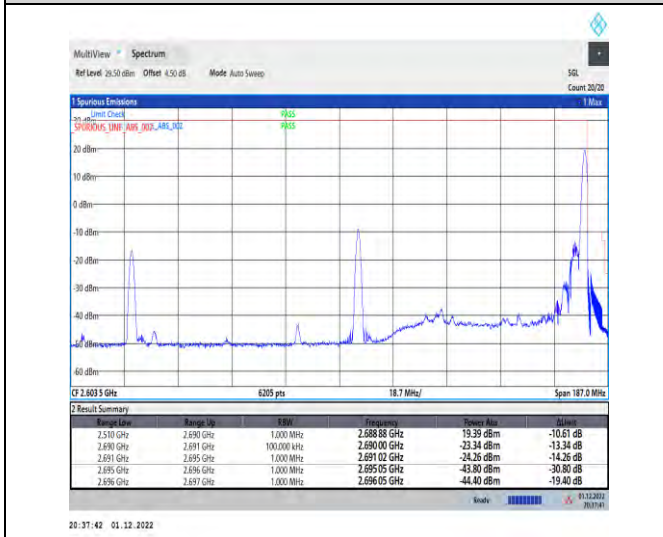 MultiView Spectrum
Ref Level 29.50 dBm Offset 4.50 dB Mode Auto Sweep SGL
Count 20/20
1 Spurious Emissions 1 Max
Limit Check PASS
PASS
20 dBm
10 dBm
0 dBm
-10 dBm
-20 dBm
-30 dBm
-40 dBm
-60 dBm
CF 2.603 5 GHz 6205 pts 18.7 MHz/ Span 187.0 MHz
2 Result Summary
Range Low Range Up RBW Frequency Power Abs ΔLimit
2.510 GHz 2.690 GHz 1.000 MHz 2.688 88 GHz 19.39 dBm -10.61 dB
2.690 GHz 2.691 GHz 100.000 kHz 2.690 00 GHz -23.34 dBm -13.34 dB
2.691 GHz 2.695 GHz 1.000 MHz 2.691 02 GHz -24.26 dBm -14.26 dB
2.695 GHz 2.696 GHz 1.000 MHz 2.695 05 GHz -43.80 dBm -30.80 dB
2.696 GHz 2.697 GHz 1.000 MHz 2.696 05 GHz -44.40 dBm -19.40 dB
Ready 01.12.2022
20:37:41
20:37:42 01.12.2022